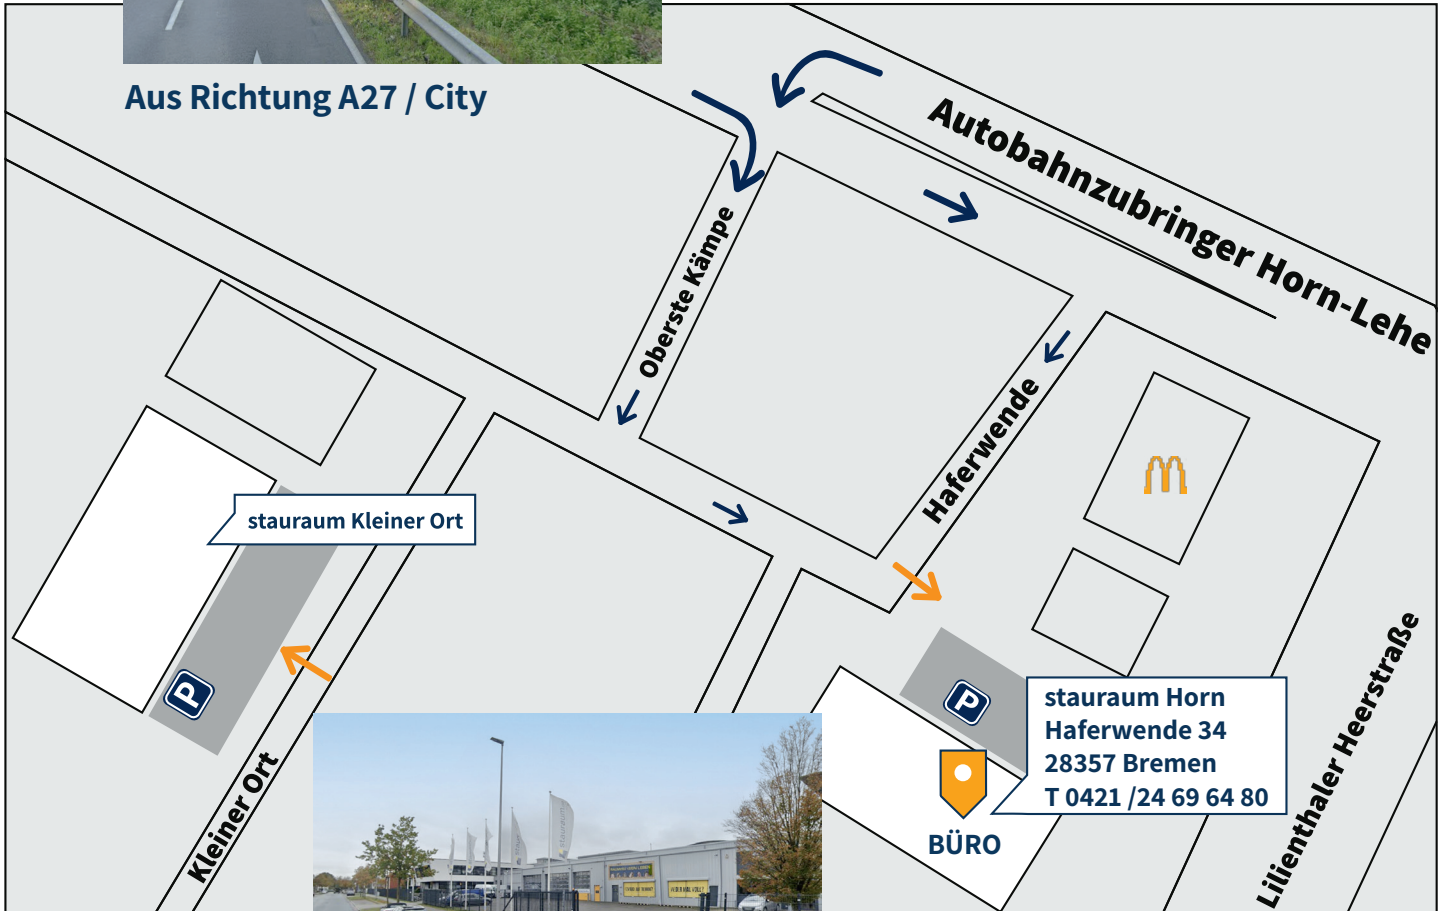 Aus Richtung A27 / City
Autobahnzubringer Horn-Lehe
Oberste Kämpe
Haferwende
stauraum Kleiner Ort
P
Kleiner Ort
P
stauraum Horn
Haferwende 34
28357 Bremen
T 0421 /24 69 64 80
BÜRO
Lilienthaler Heerstraße
stauraum